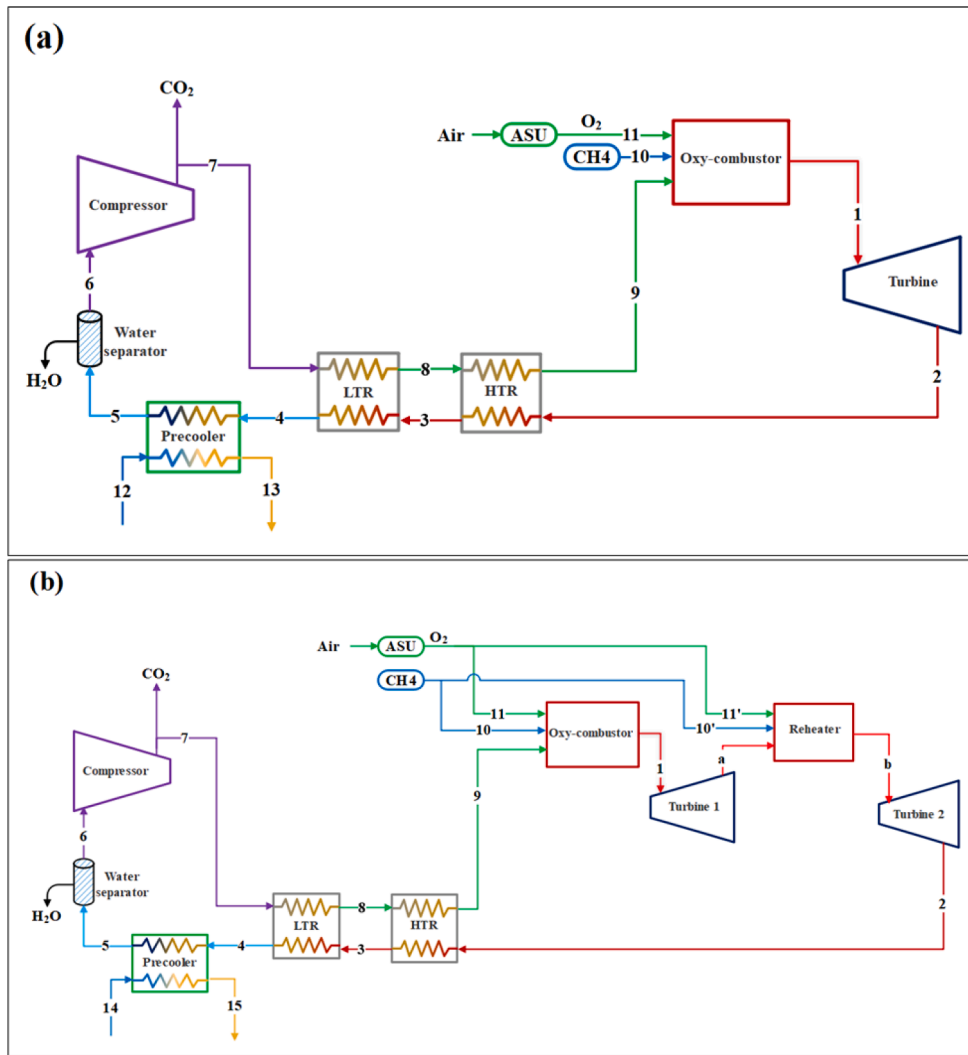 (a)
CO₂
7
Compressor
6
Water
separator
H₂O
5
4
Precooler
12
13
LTR
8
HTR
3
9
Air
ASU
O₂
11
CH4
10
Oxy-combustor
1
Turbine
2
(b)
Air
ASU
O₂
CH4
11
10
Oxy-combustor
11'
10'
Reheater
CO₂
7
Compressor
9
1
Turbine 1
a
b
Turbine 2
6
Water
separator
H₂O
5
4
Precooler
14
15
LTR
8
HTR
3
2